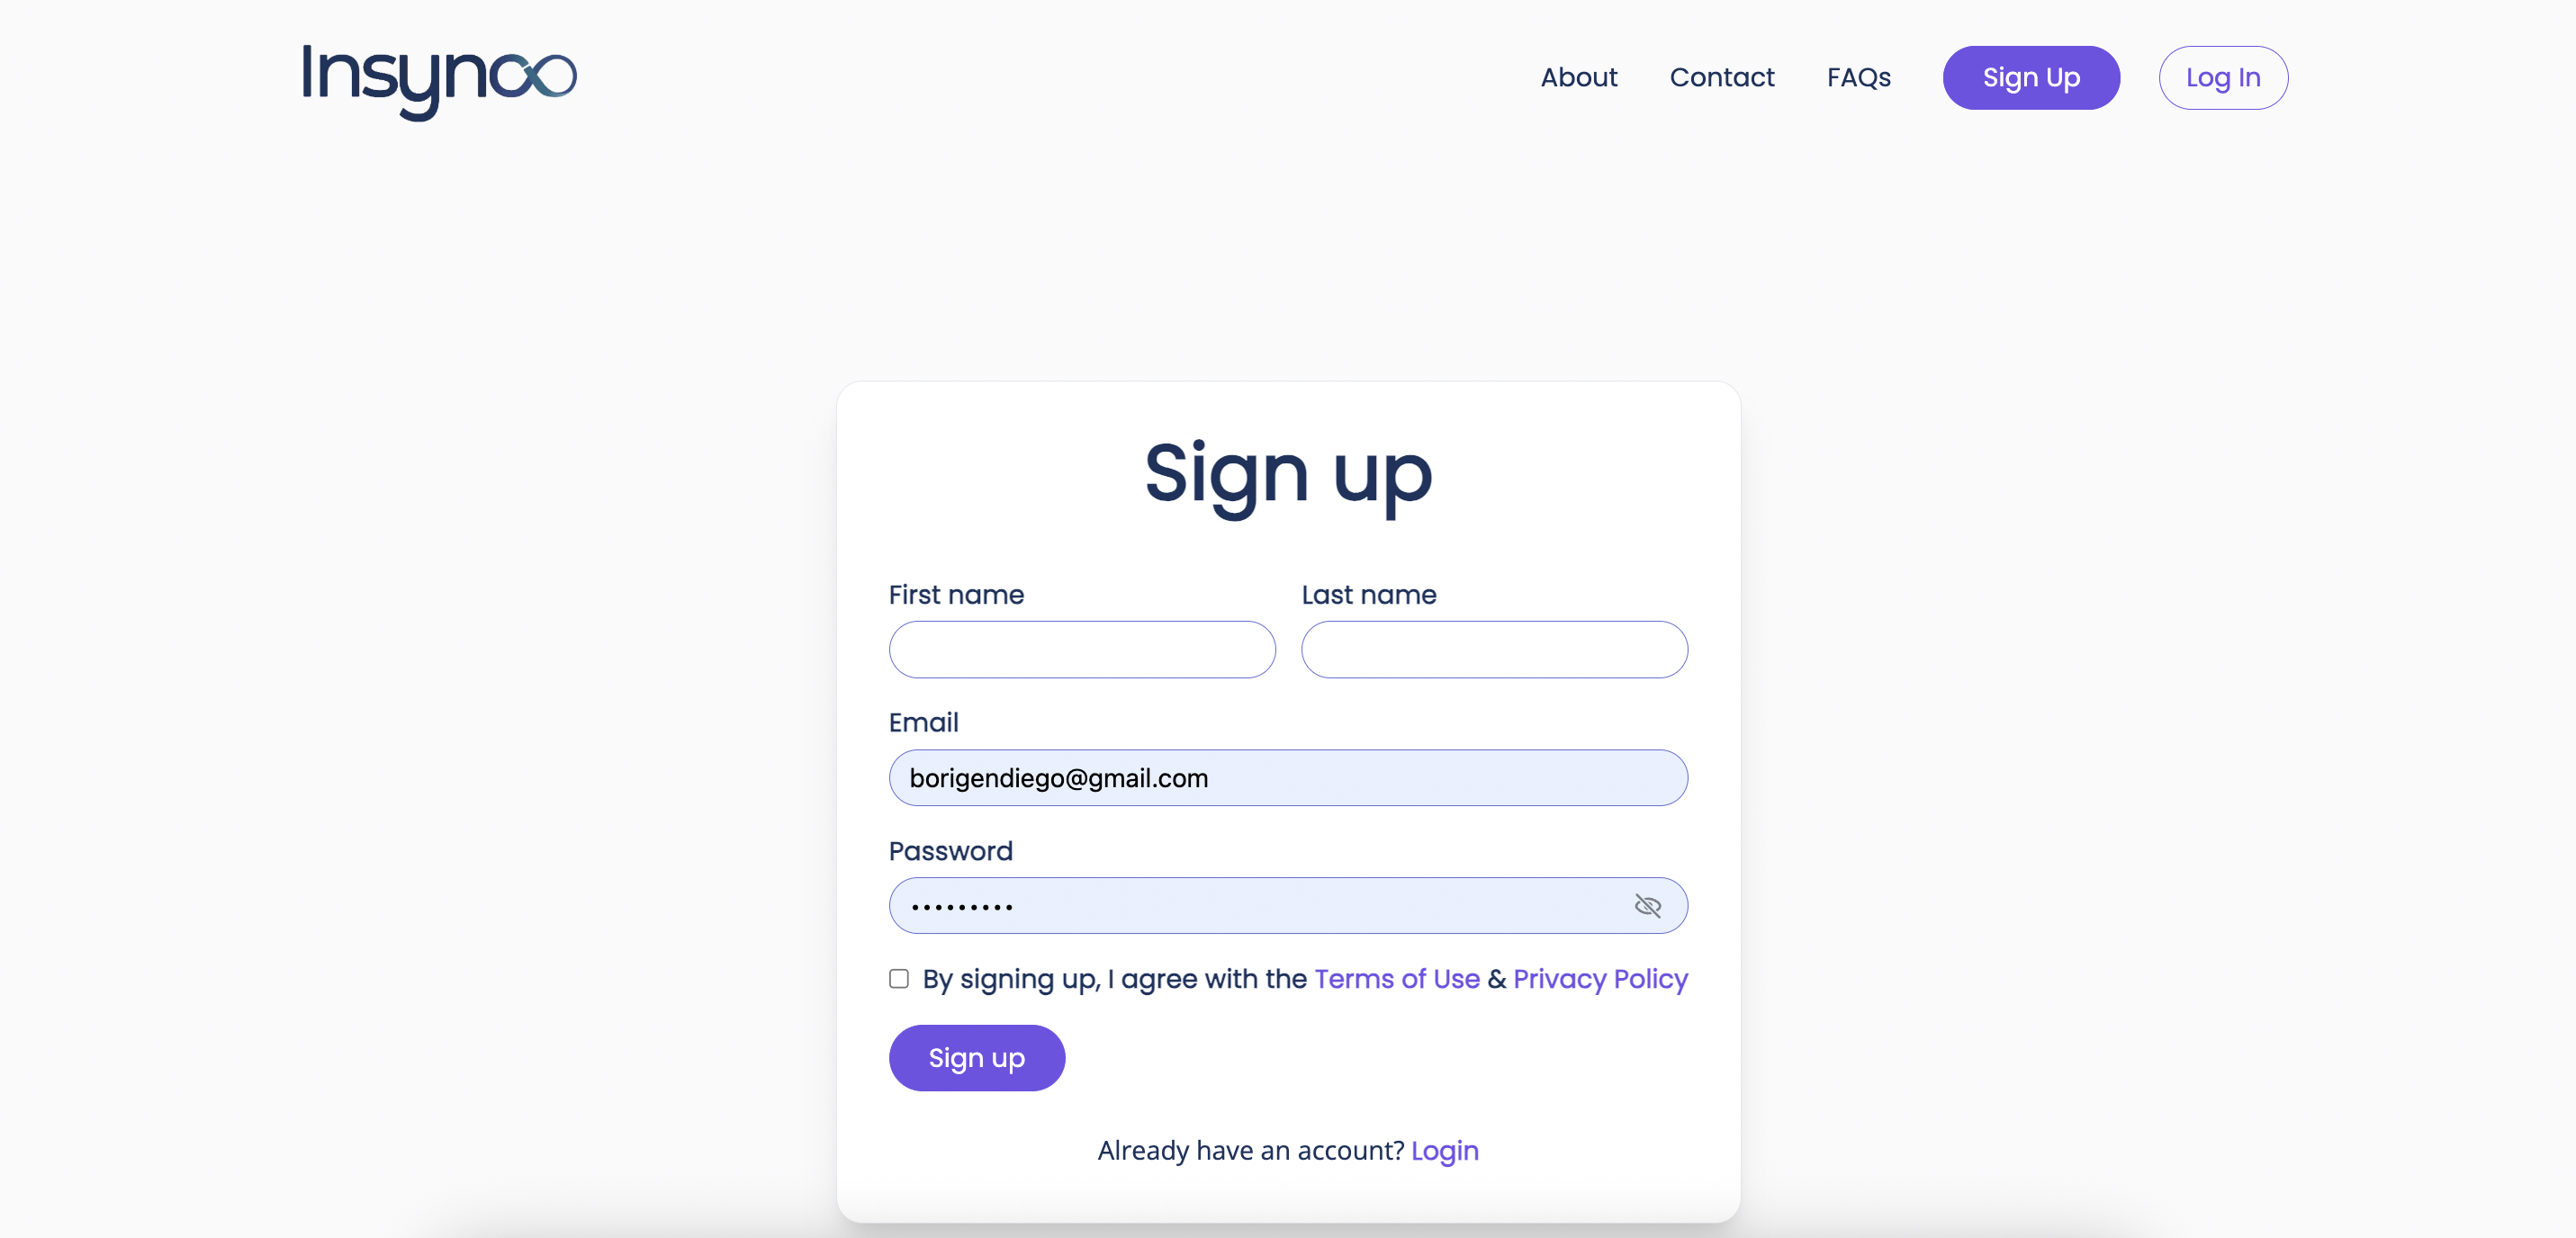 Insync
About Contact FAQs Sign Up Log In
Sign up
First name Last name
Email
borigendiego@gmail.com
Password
By signing up, I agree with the Terms of Use & Privacy Policy
Sign up
Already have an account? Login